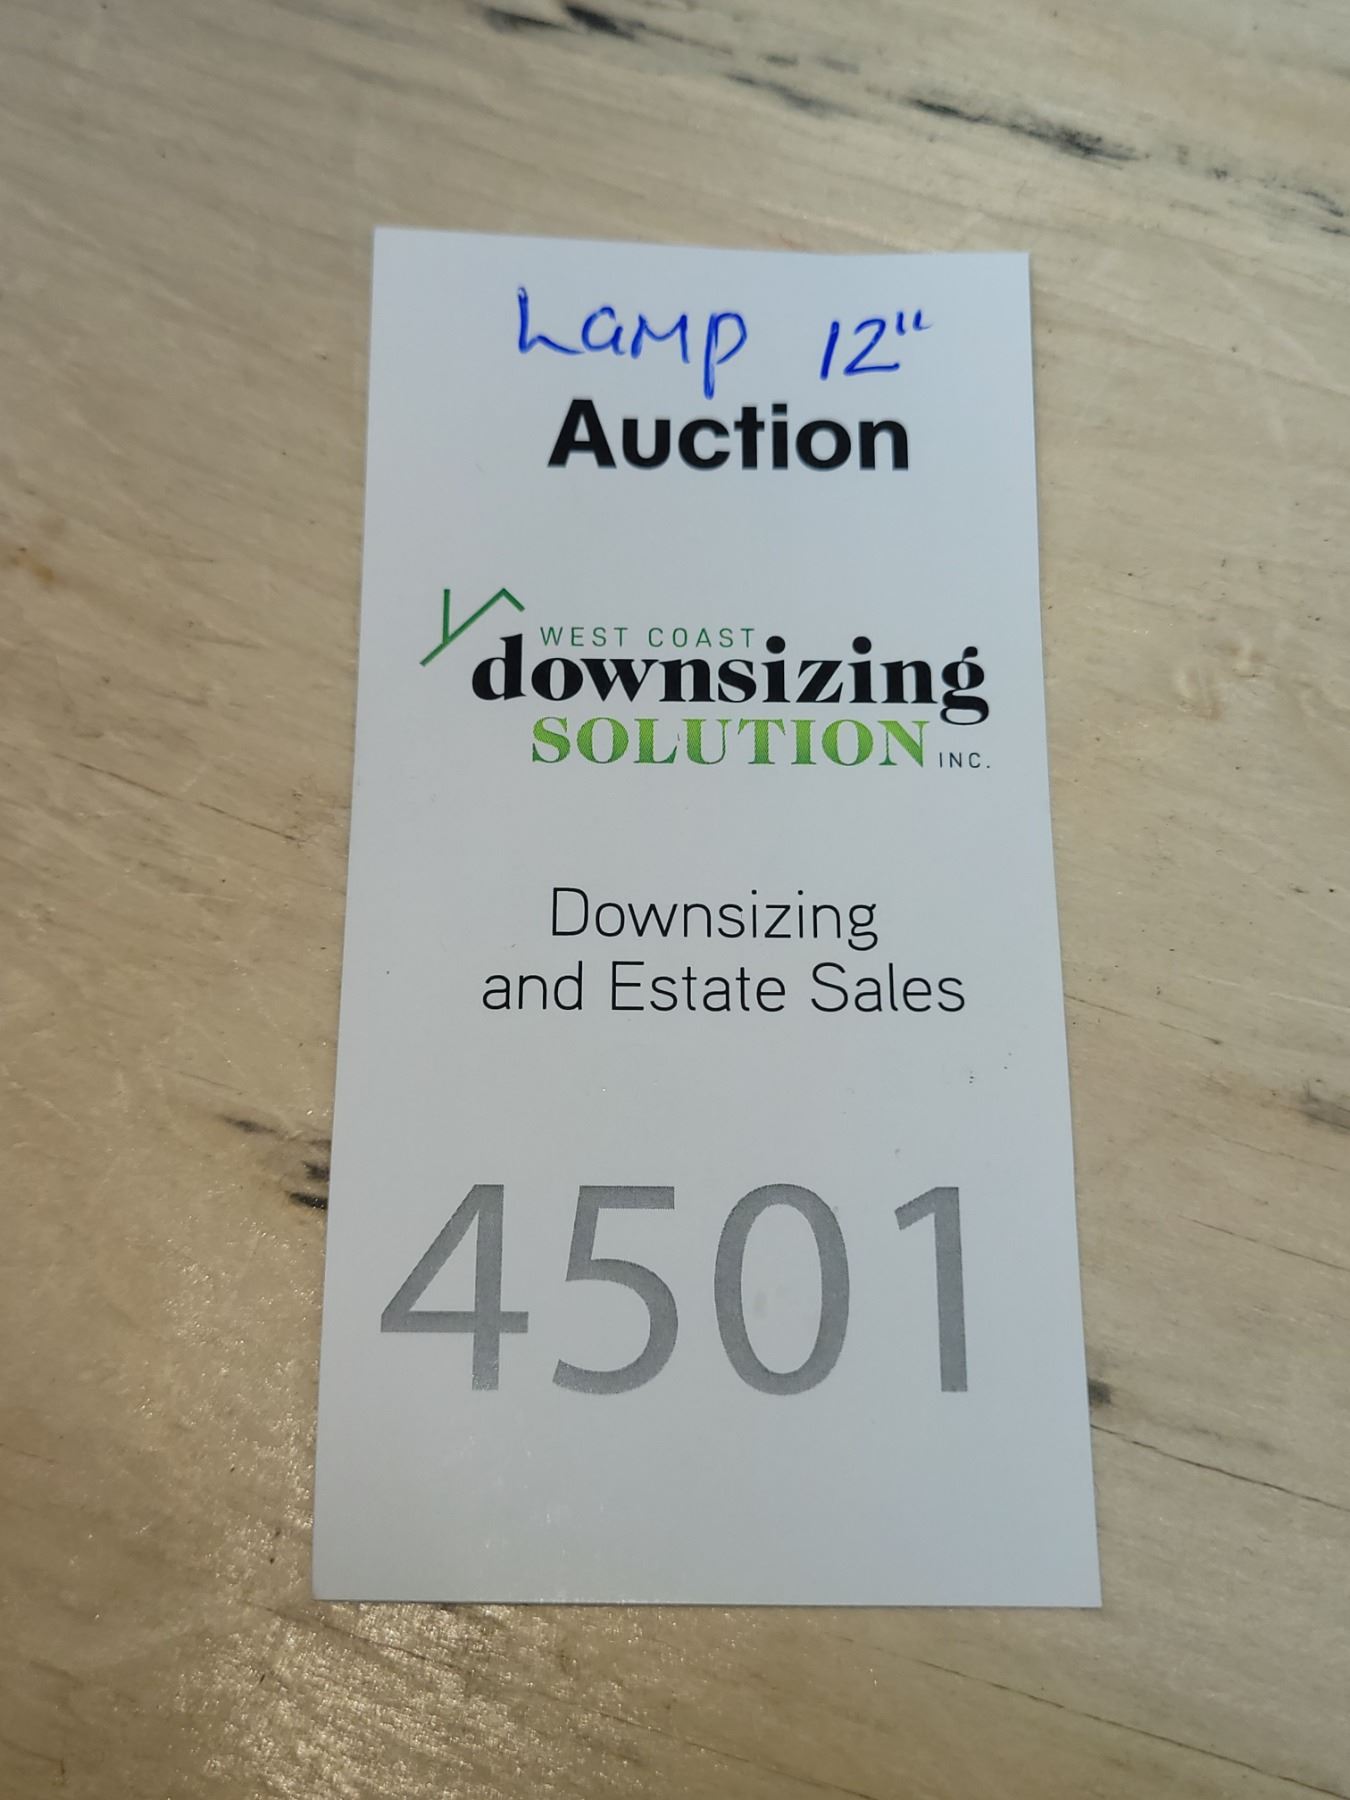 Lamp 12"
Auction
WEST COAST
downsizing
SOLUTION INC.
Downsizing
and Estate Sales
4501